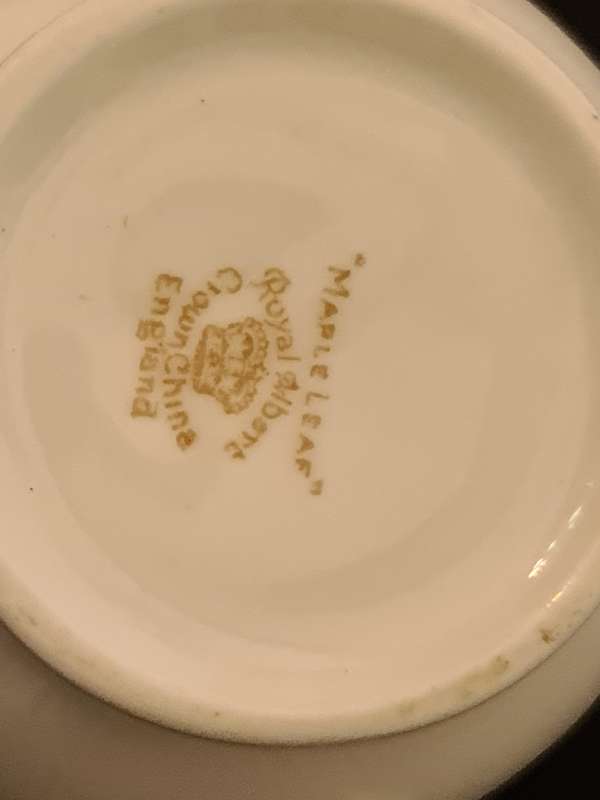 "MAPLE LEAF"
Royal Albert
Crown China
England